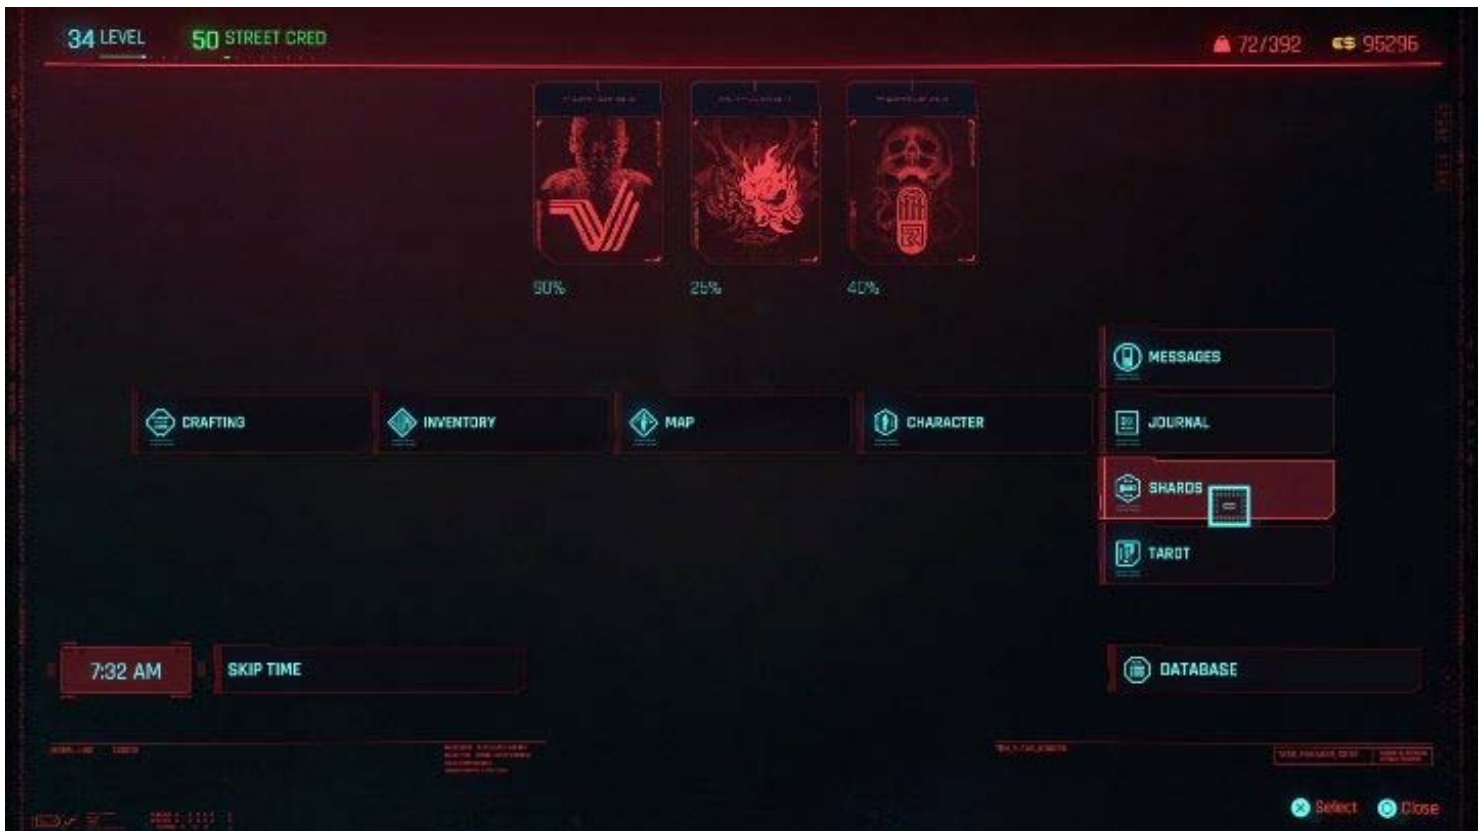 34 LEVEL 50 STREET CRED 72/392 €$ 95296
90% 25% 40%
MESSAGES
CRAFTING INVENTORY MAP CHARACTER JOURNAL
SHARDS
TAROT
7:32 AM SKIP TIME DATABASE
Select Close